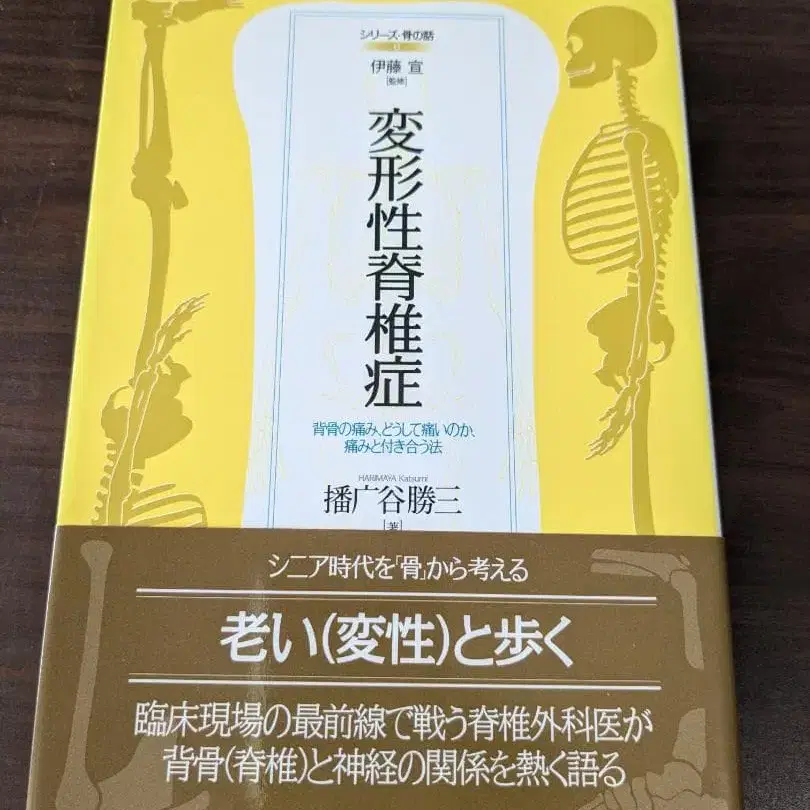 シリーズ・骨の話
伊藤 宣
[監修]
変形性脊椎症
背骨の痛み、どうして痛いのか、
痛みと付き合う法
HARIMAYA Katsumi
播广谷勝三
[著]
シニア時代を「骨」から考える
老い(変性)と歩く
臨床現場の最前線で戦う脊椎外科医が
背骨(脊椎)と神経の関係を熱く語る